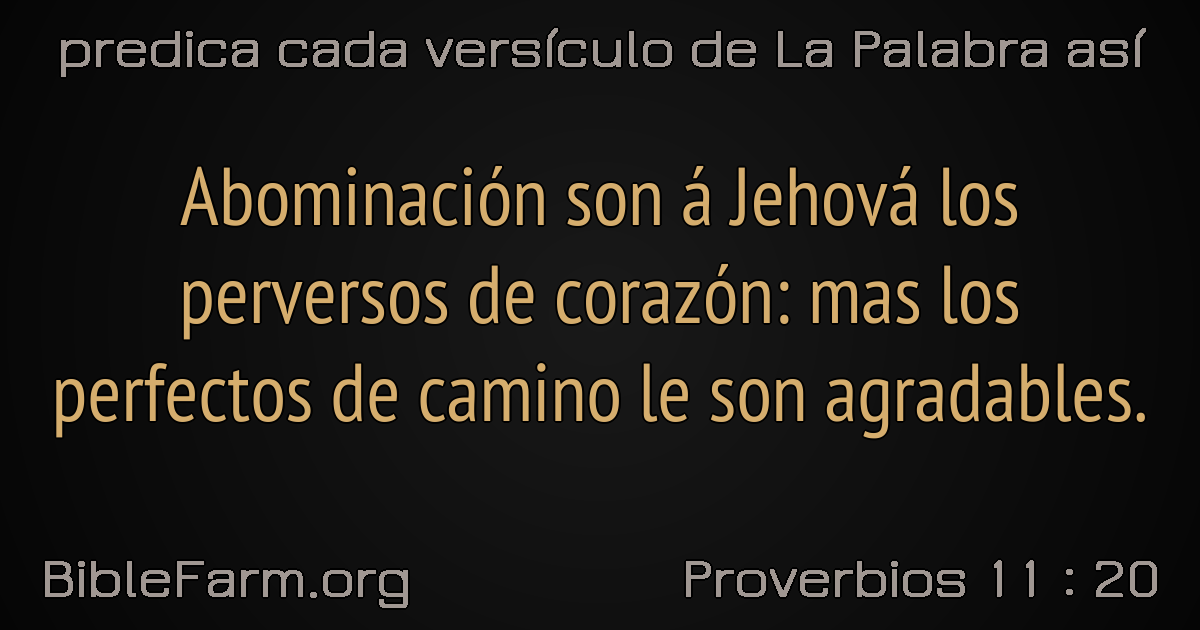 predica cada versículo de La Palabra así
Abominación son á Jehová los
perversos de corazón: mas los
perfectos de camino le son agradables.
BibleFarm.org
Proverbios 11 : 20